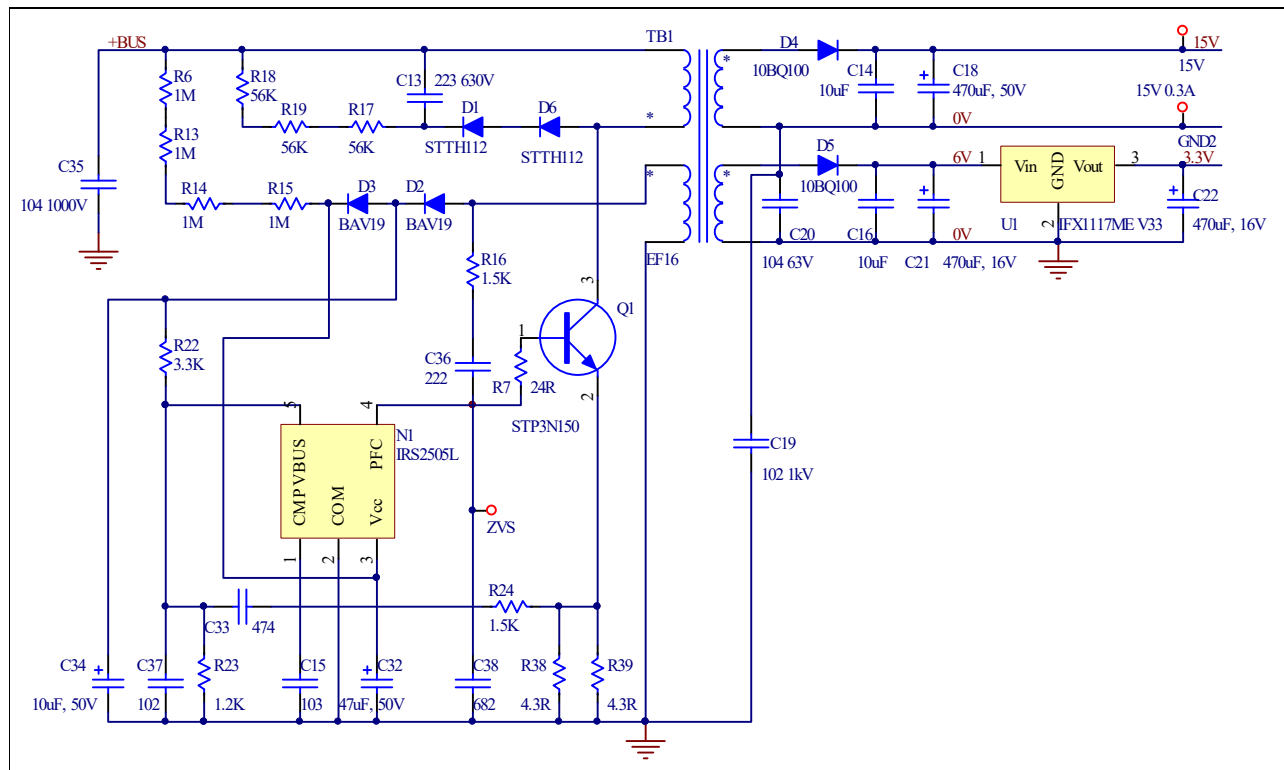 +BUS
TB1
D4
10BQ100
15V
15V
R6
1M
R18
56K
C13
223 630V
C14
10uF
C18
470uF, 50V
15V 0.3A
R13
1M
R19
56K
R17
56K
D1
STTH112
D6
STTH112
*
*
0V
GND2
C35
104 1000V
R14
1M
R15
1M
D3
BAV19
D2
BAV19
*
*
D5
10BQ100
6V
1
Vin
GND
Vout
3
3.3V
2
U1
IFX1117ME V33
C22
470uF, 16V
EF16
C20
104 63V
C16
10uF
0V
C21
470uF, 16V
R16
1.5K
3
Q1
1
2
R22
3.3K
C36
222
R7
24R
STP3N150
5
4
N1
IRS2505L
CMP
VBUS
COM
PFC
Vcc
1
2
3
C19
102 1kV
ZVS
R24
1.5K
C33
474
C34
10uF, 50V
C37
102
R23
1.2K
C15
103
C32
47uF, 50V
C38
682
R38
4.3R
R39
4.3R